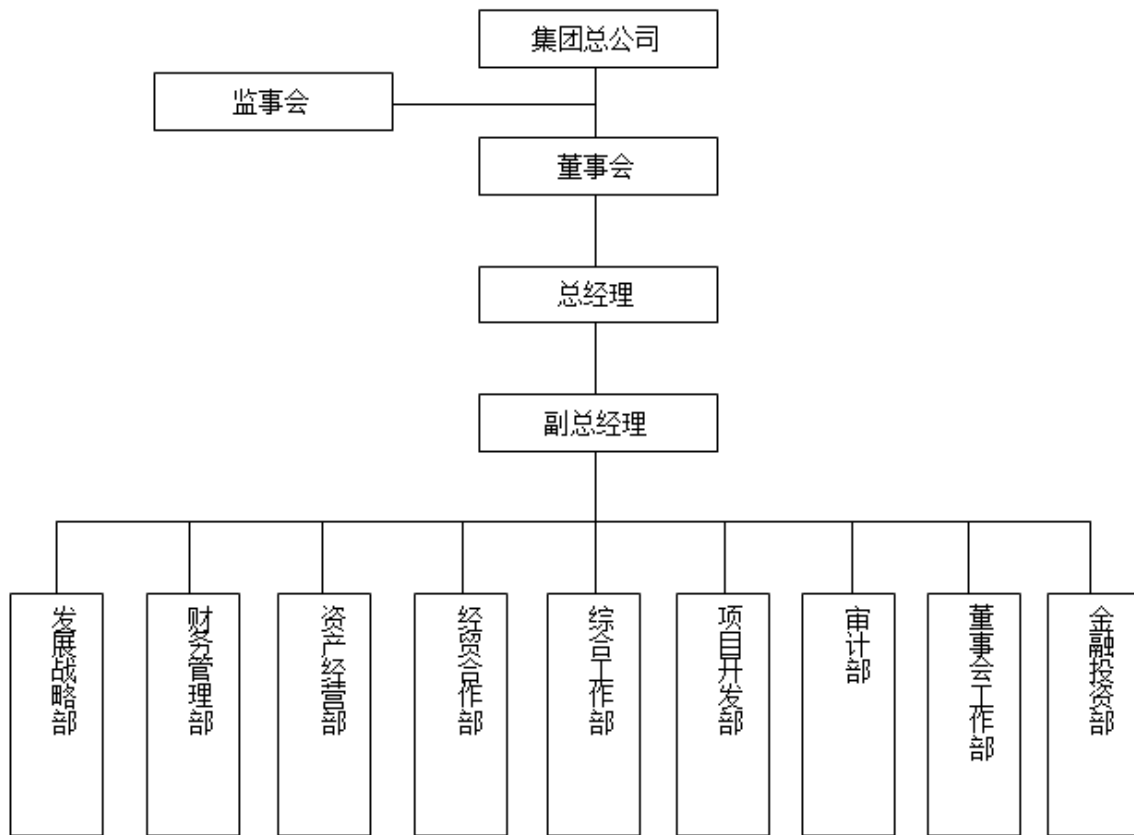 集团总公司
监事会
董事会
总经理
副总经理
发展战略部
财务管理部
资产经营部
经贸合作部
综合工作部
项目开发部
审计部
董事会工作部
金融投资部